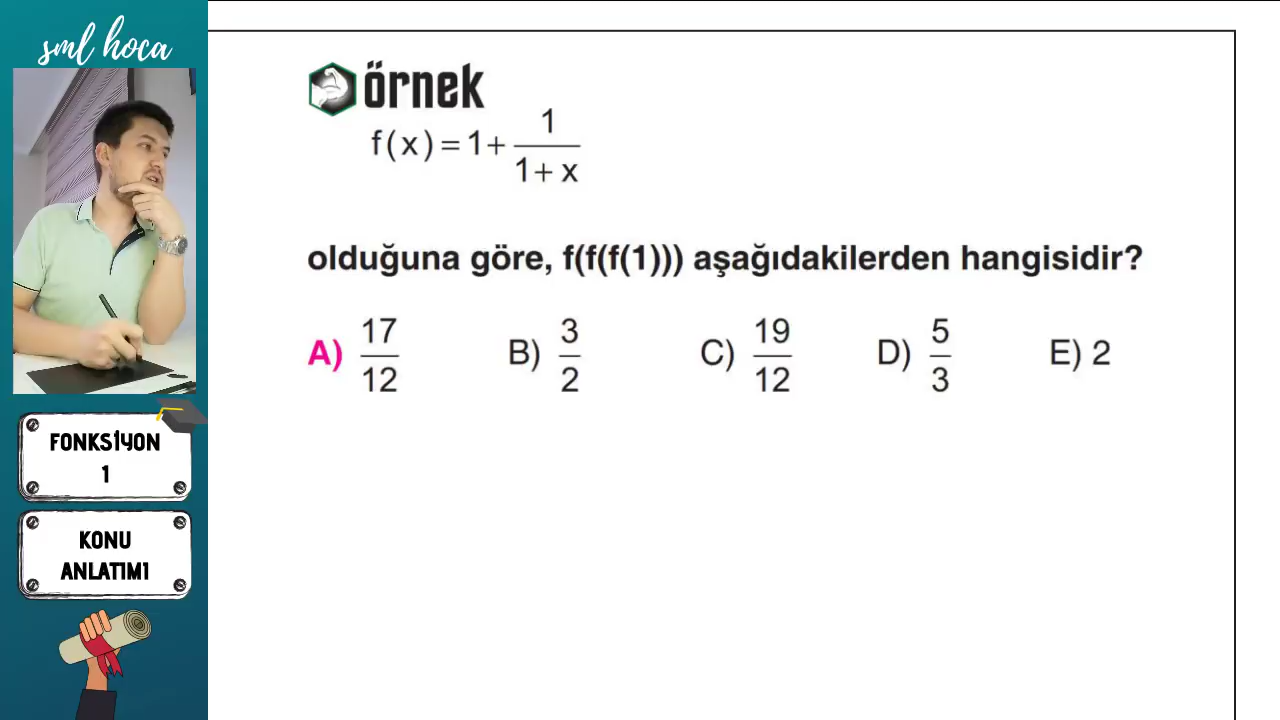 sml hoca
FONKSİYON
1
KONU
ANLATIMI
örnek
f(x) = 1 + 1/(1 + x)
olduğuna göre, f(f(f(1))) aşağıdakilerden hangisidir?
A) 17/12 B) 3/2 C) 19/12 D) 5/3 E) 2